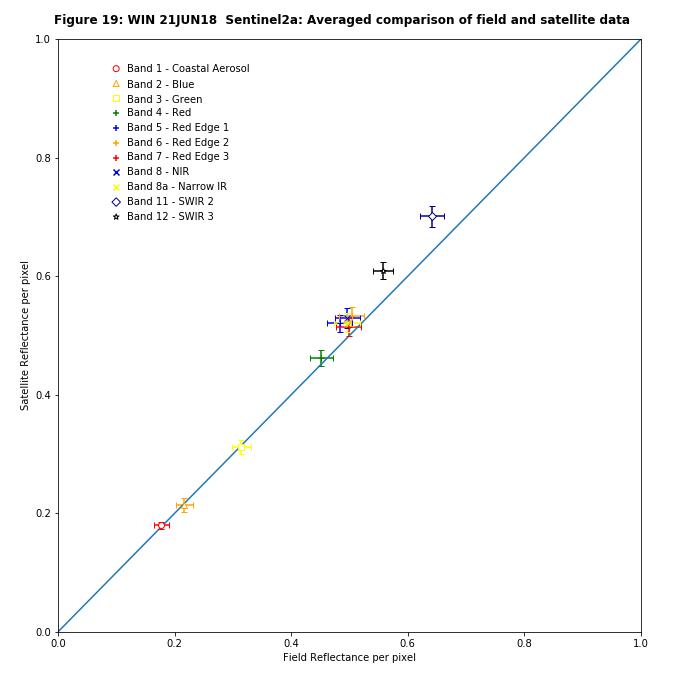 Figure 19: WIN 21JUN18  Sentinel2a: Averaged comparison of field and satellite data
1.0
Band 1 - Coastal Aerosol
Band 2 - Blue
Band 3 - Green
Band 4 - Red
Band 5 - Red Edge 1
Band 6 - Red Edge 2
Band 7 - Red Edge 3
Band 8 - NIR
Band 8a - Narrow IR
Band 11 - SWIR 2
Band 12 - SWIR 3
0.8
0.6
0.4
0.2
0.0
Satellite Reflectance per pixel
0.0 0.2 0.4 0.6 0.8 1.0
Field Reflectance per pixel